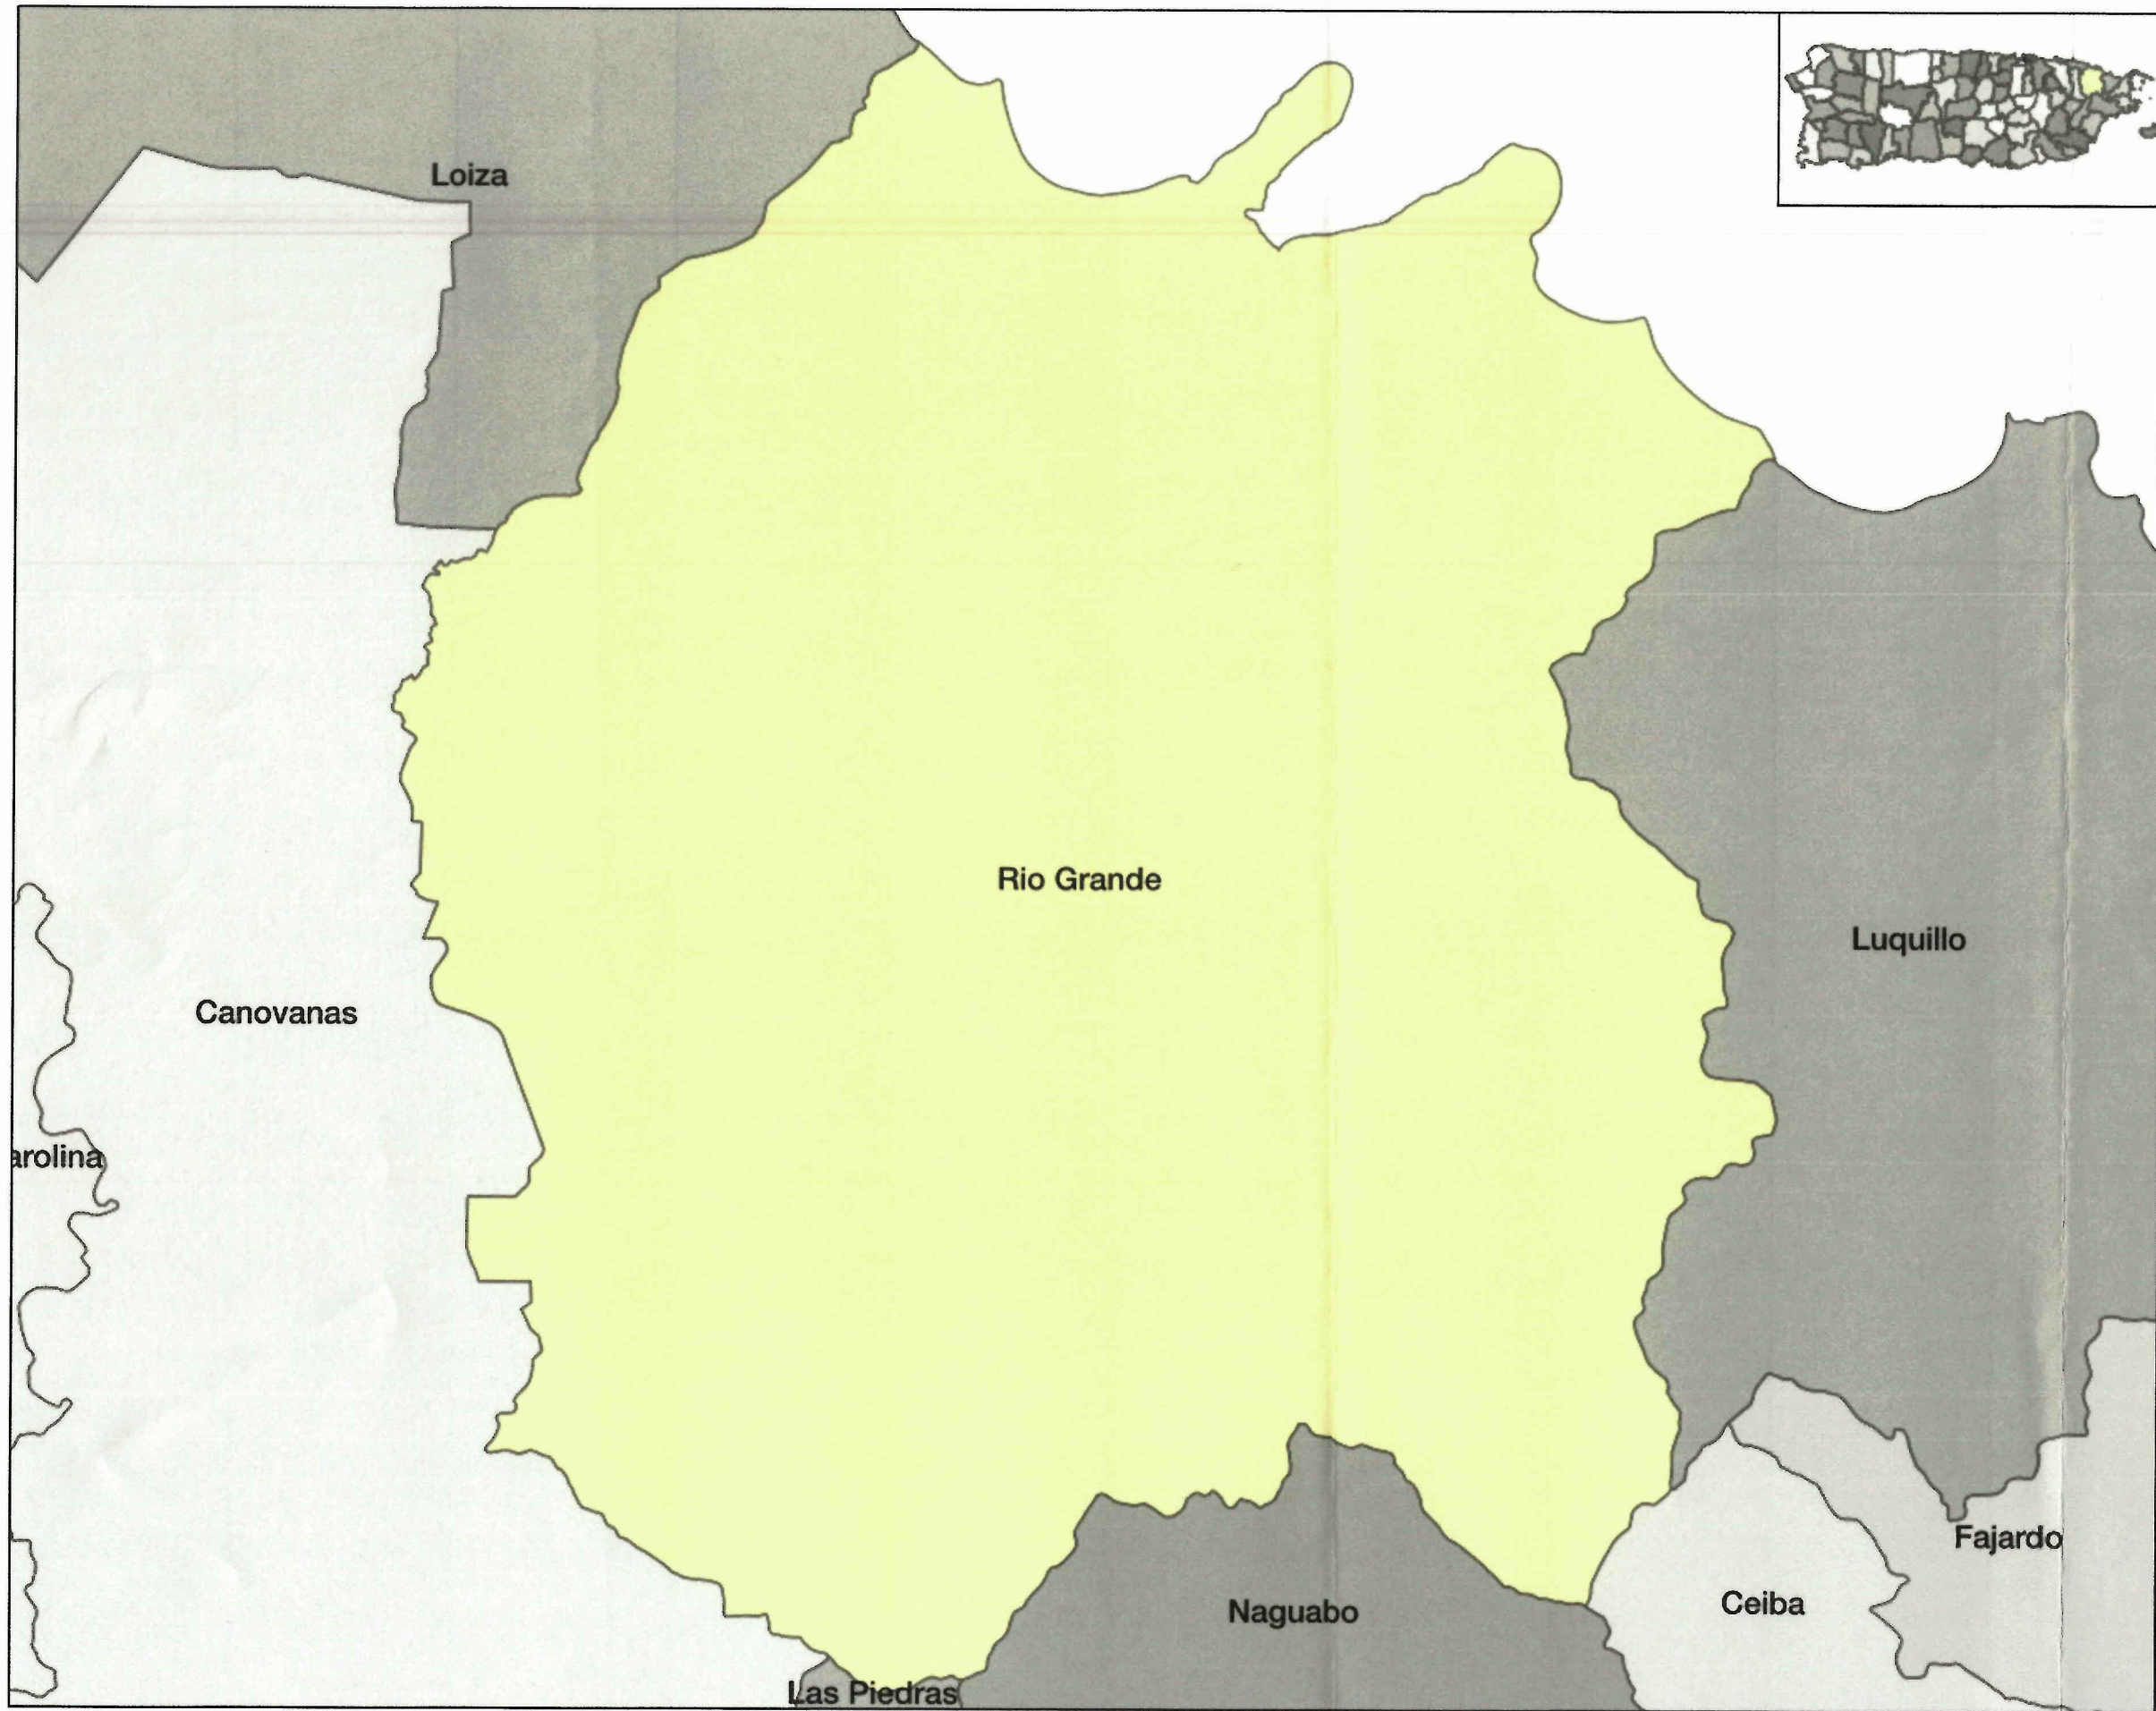 Loiza
Rio Grande
Luquillo
Canovanas
arolina
Fajardo
Ceiba
Naguabo
Las Piedras